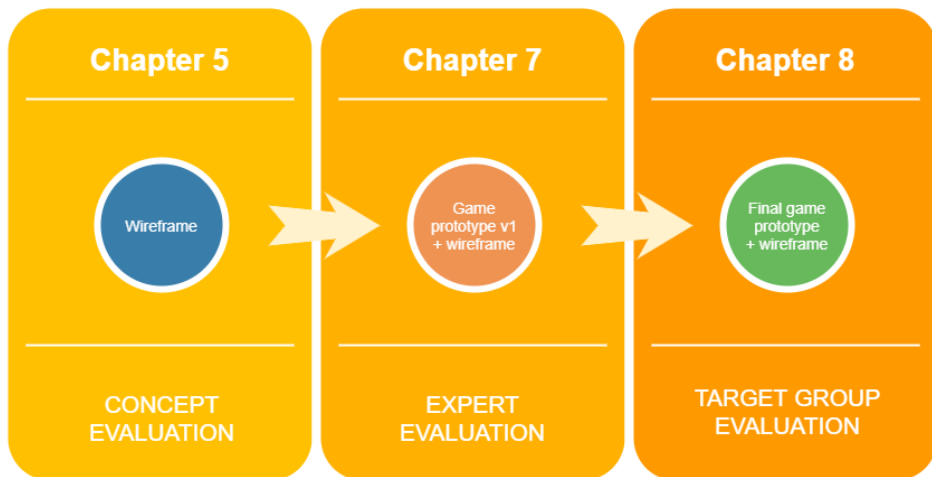 Chapter 5
Wireframe
CONCEPT
EVALUATION
Chapter 7
Game
prototype v1
+ wireframe
EXPERT
EVALUATION
Chapter 8
Final game
prototype
+ wireframe
TARGET GROUP
EVALUATION